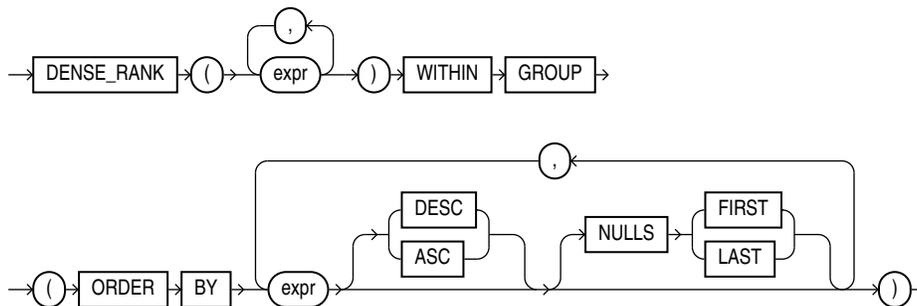 ,
DENSE_RANK ( expr ) WITHIN GROUP
,
DESC FIRST
NULLS
ASC LAST
( ORDER BY expr )